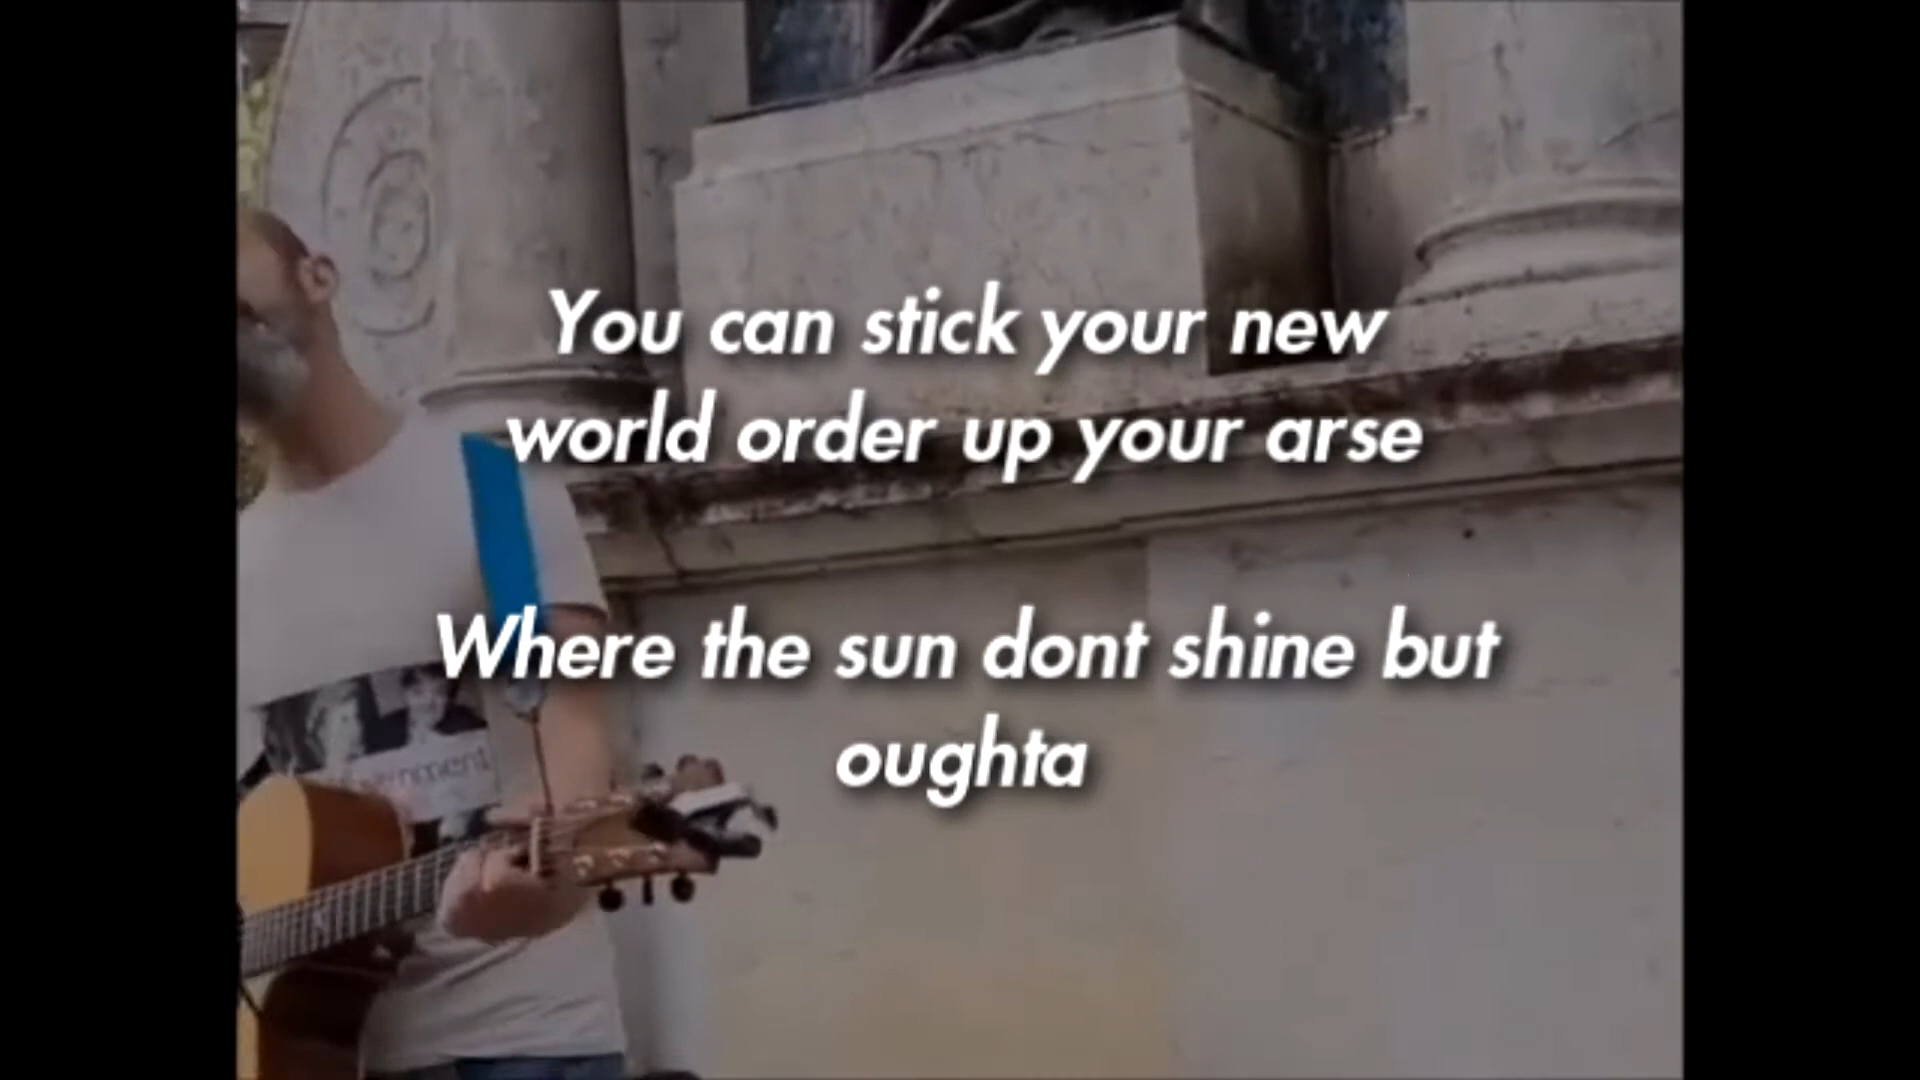 You can stick your new
world order up your arse
Where the sun dont shine but
oughta